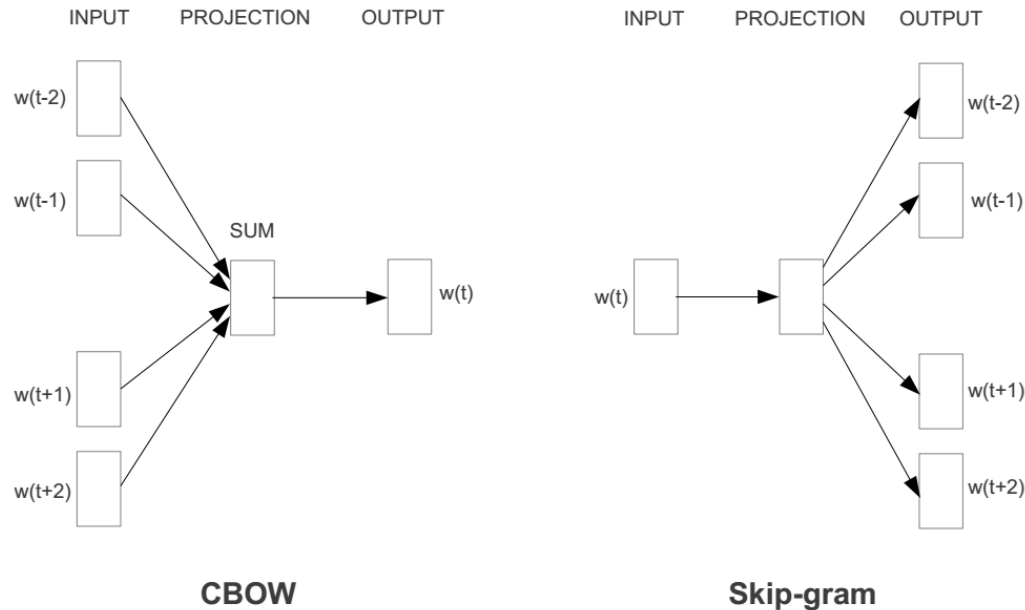 INPUT PROJECTION OUTPUT
w(t-2)
w(t-1)
SUM
w(t)
w(t+1)
w(t+2)
CBOW
INPUT PROJECTION OUTPUT
w(t-2)
w(t-1)
w(t)
w(t+1)
w(t+2)
Skip-gram